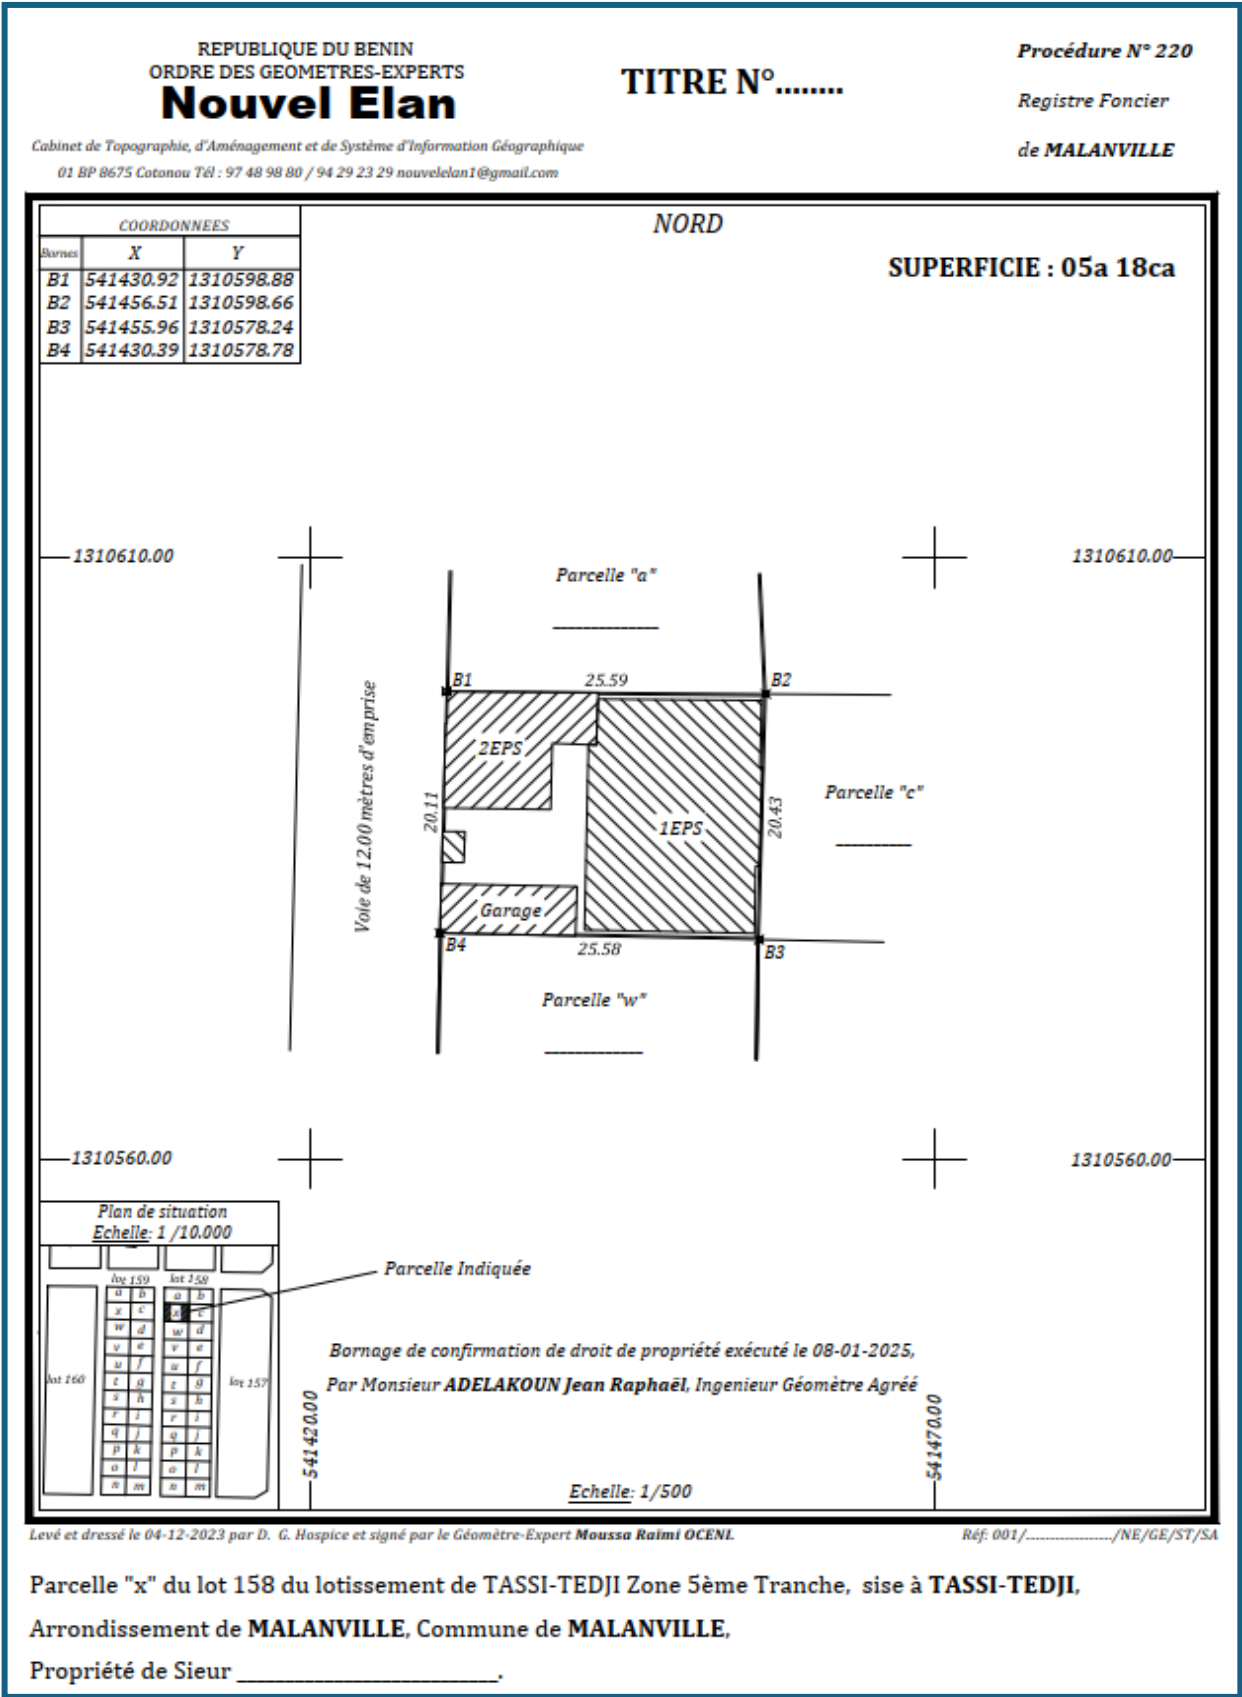 REPUBLIQUE DU BENIN
ORDRE DES GEOMETRES-EXPERTS
Nouvel Elan
Cabinet de Topographie, d'Aménagement et de Système d'Information Géographique
01 BP 8675 Cotonou Tél : 97 48 98 80 / 94 29 23 29 nouvelelan1@gmail.com
TITRE N°........
Procédure N° 220
Registre Foncier
de MALANVILLE
COORDONNEES
Bornes X Y
B1 541430.92 1310598.88
B2 541456.51 1310598.66
B3 541455.96 1310578.24
B4 541430.39 1310578.78
NORD
SUPERFICIE : 05a 18ca
1310610.00
1310610.00
Parcelle "a"
B1
25.59
B2
Voie de 12.00 mètres d'emprise
2EPS
20.11
1EPS
20.43
Parcelle "c"
Garage
B4
25.58
B3
Parcelle "w"
1310560.00
1310560.00
Plan de situation
Echelle: 1 /10.000
lot 159 lot 158
a b a b
x c x c
w d w d
v e v e
u f u f
t g t g
s h s h
r i r i
q j q j
p k p k
o l o l
n m n m
lot 160
lot 157
Parcelle Indiquée
Bornage de confirmation de droit de propriété exécuté le 08-01-2025,
Par Monsieur ADELAKOUN Jean Raphaël, Ingenieur Géomètre Agréé
541420.00
541470.00
Echelle: 1/500
Levé et dressé le 04-12-2023 par D. G. Hospice et signé par le Géomètre-Expert Moussa Raïmi OCENI.
Réf: 001/...................../NE/GE/ST/SA
Parcelle "x" du lot 158 du lotissement de TASSI-TEDJI Zone 5ème Tranche, sise à TASSI-TEDJI,
Arrondissement de MALANVILLE, Commune de MALANVILLE,
Propriété de Sieur ___________________________.